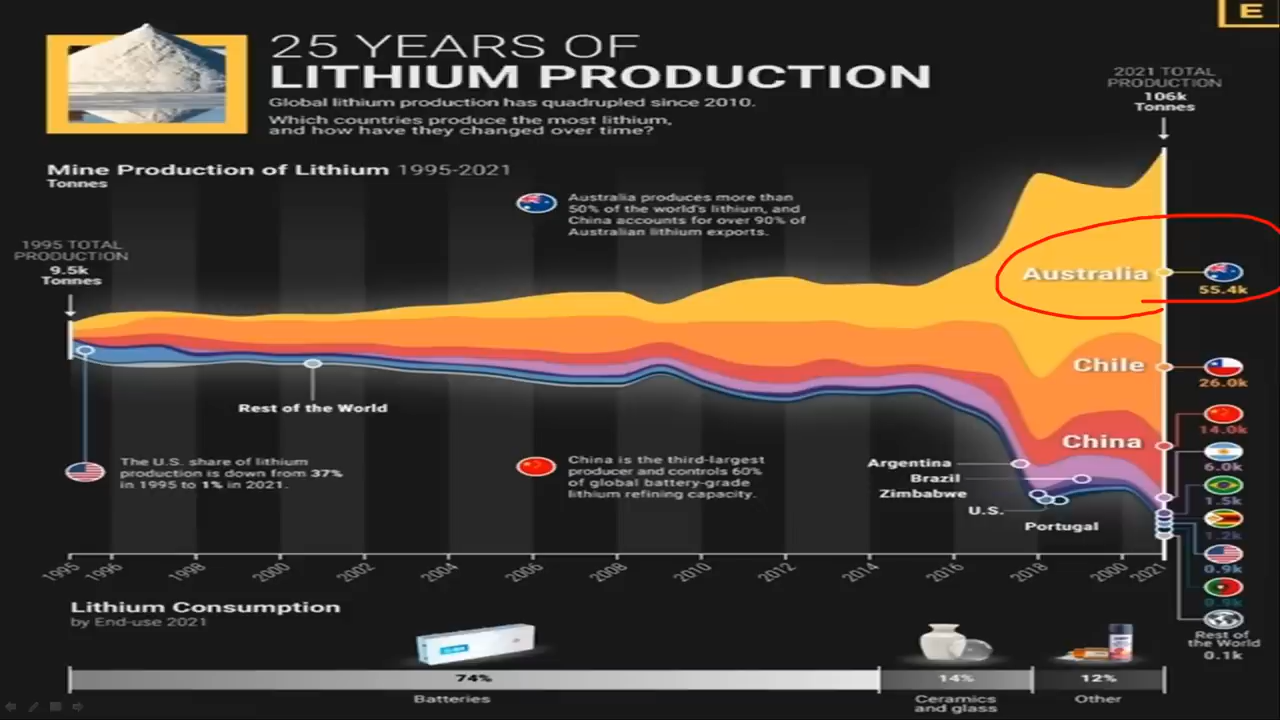 E
25 YEARS OF
LITHIUM PRODUCTION
Global lithium production has quadrupled since 2010.
Which countries produce the most lithium,
and how have they changed over time?
2021 TOTAL
PRODUCTION
106k
Tonnes
Mine Production of Lithium 1995-2021
Tonnes
Australia produces more than
50% of the world's lithium, and
China accounts for over 90% of
Australian lithium exports.
1995 TOTAL
PRODUCTION
9.5k
Tonnes
Australia
55.4k
Chile
26.0k
Rest of the World
China
14.0k
The U.S. share of lithium
production is down from 37%
in 1995 to 1% in 2021.
China is the third-largest
producer and controls 60%
of global battery-grade
lithium refining capacity.
Argentina
Brazil
Zimbabwe
U.S.
Portugal
6.0k
1.5k
1.2k
0.9k
0.9k
Rest of
the World
0.1k
1995 1996 1998 2000 2002 2004 2006 2008 2010 2012 2014 2016 2018 2000 2021
Lithium Consumption
by End-use 2021
74% 14% 12%
Batteries
Ceramics
and glass
Other